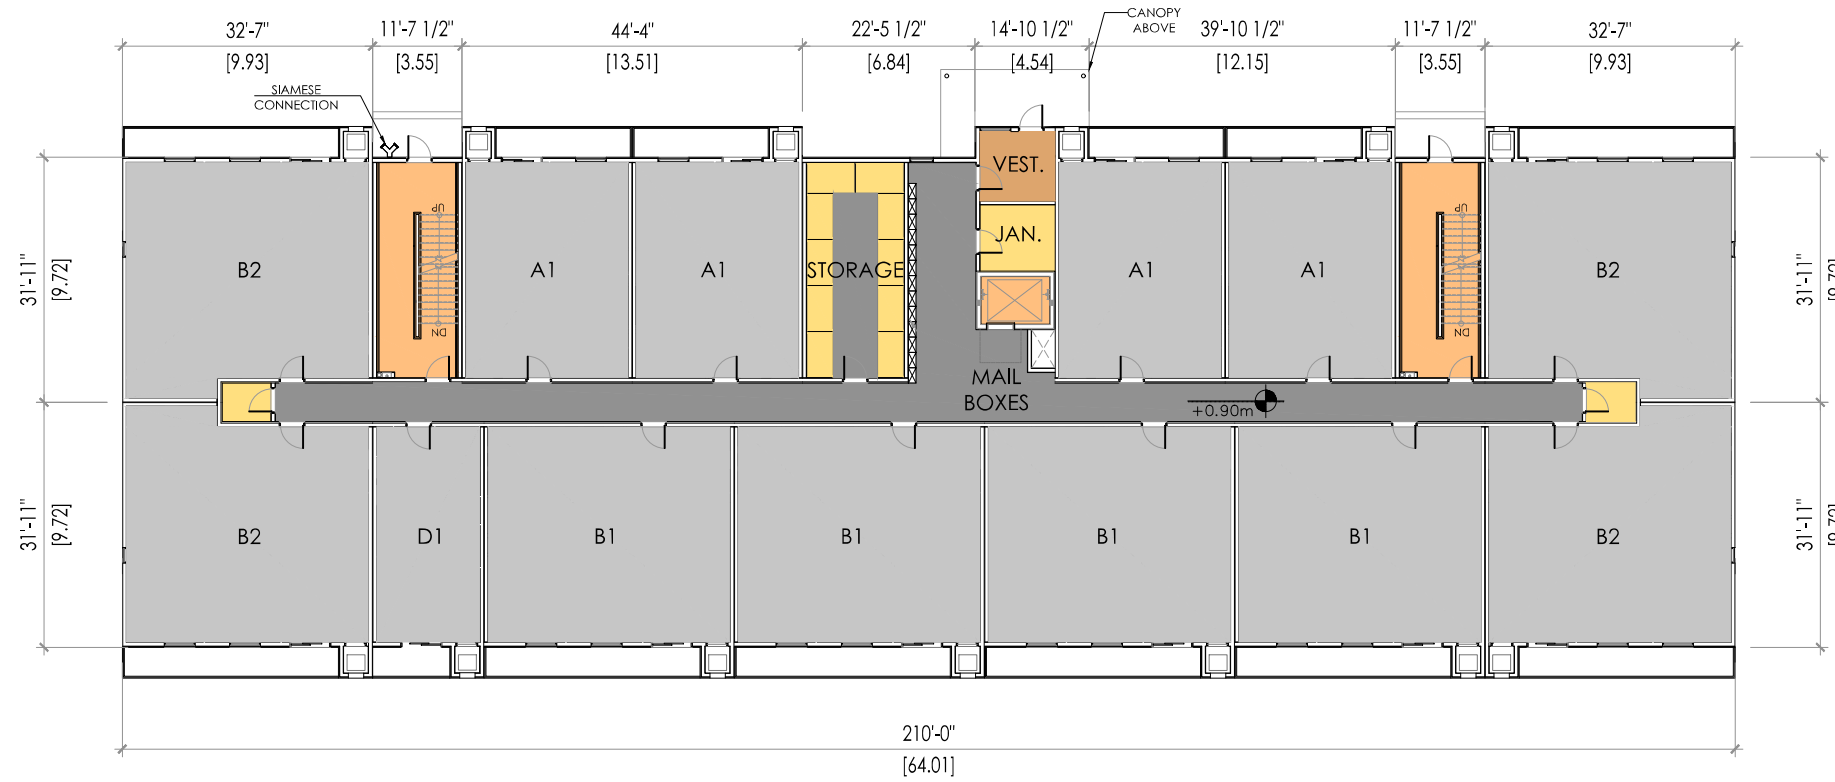 32'-7"
11'-7 1/2"
44'-4"
22'-5 1/2"
14'-10 1/2"
CANOPY
ABOVE
39'-10 1/2"
11'-7 1/2"
32'-7"
[9.93]
[3.55]
[13.51]
[6.84]
[4.54]
[12.15]
[3.55]
[9.93]
SIAMESE
CONNECTION
VEST.
UP
UP
JAN.
31'-11"
[9.72]
B2
A1
A1
STORAGE
A1
A1
B2
31'-11"
[9.72]
DN
DN
MAIL
BOXES
+0.90m
31'-11"
[9.72]
B2
D1
B1
B1
B1
B1
B2
31'-11"
[9.72]
210'-0"
[64.01]